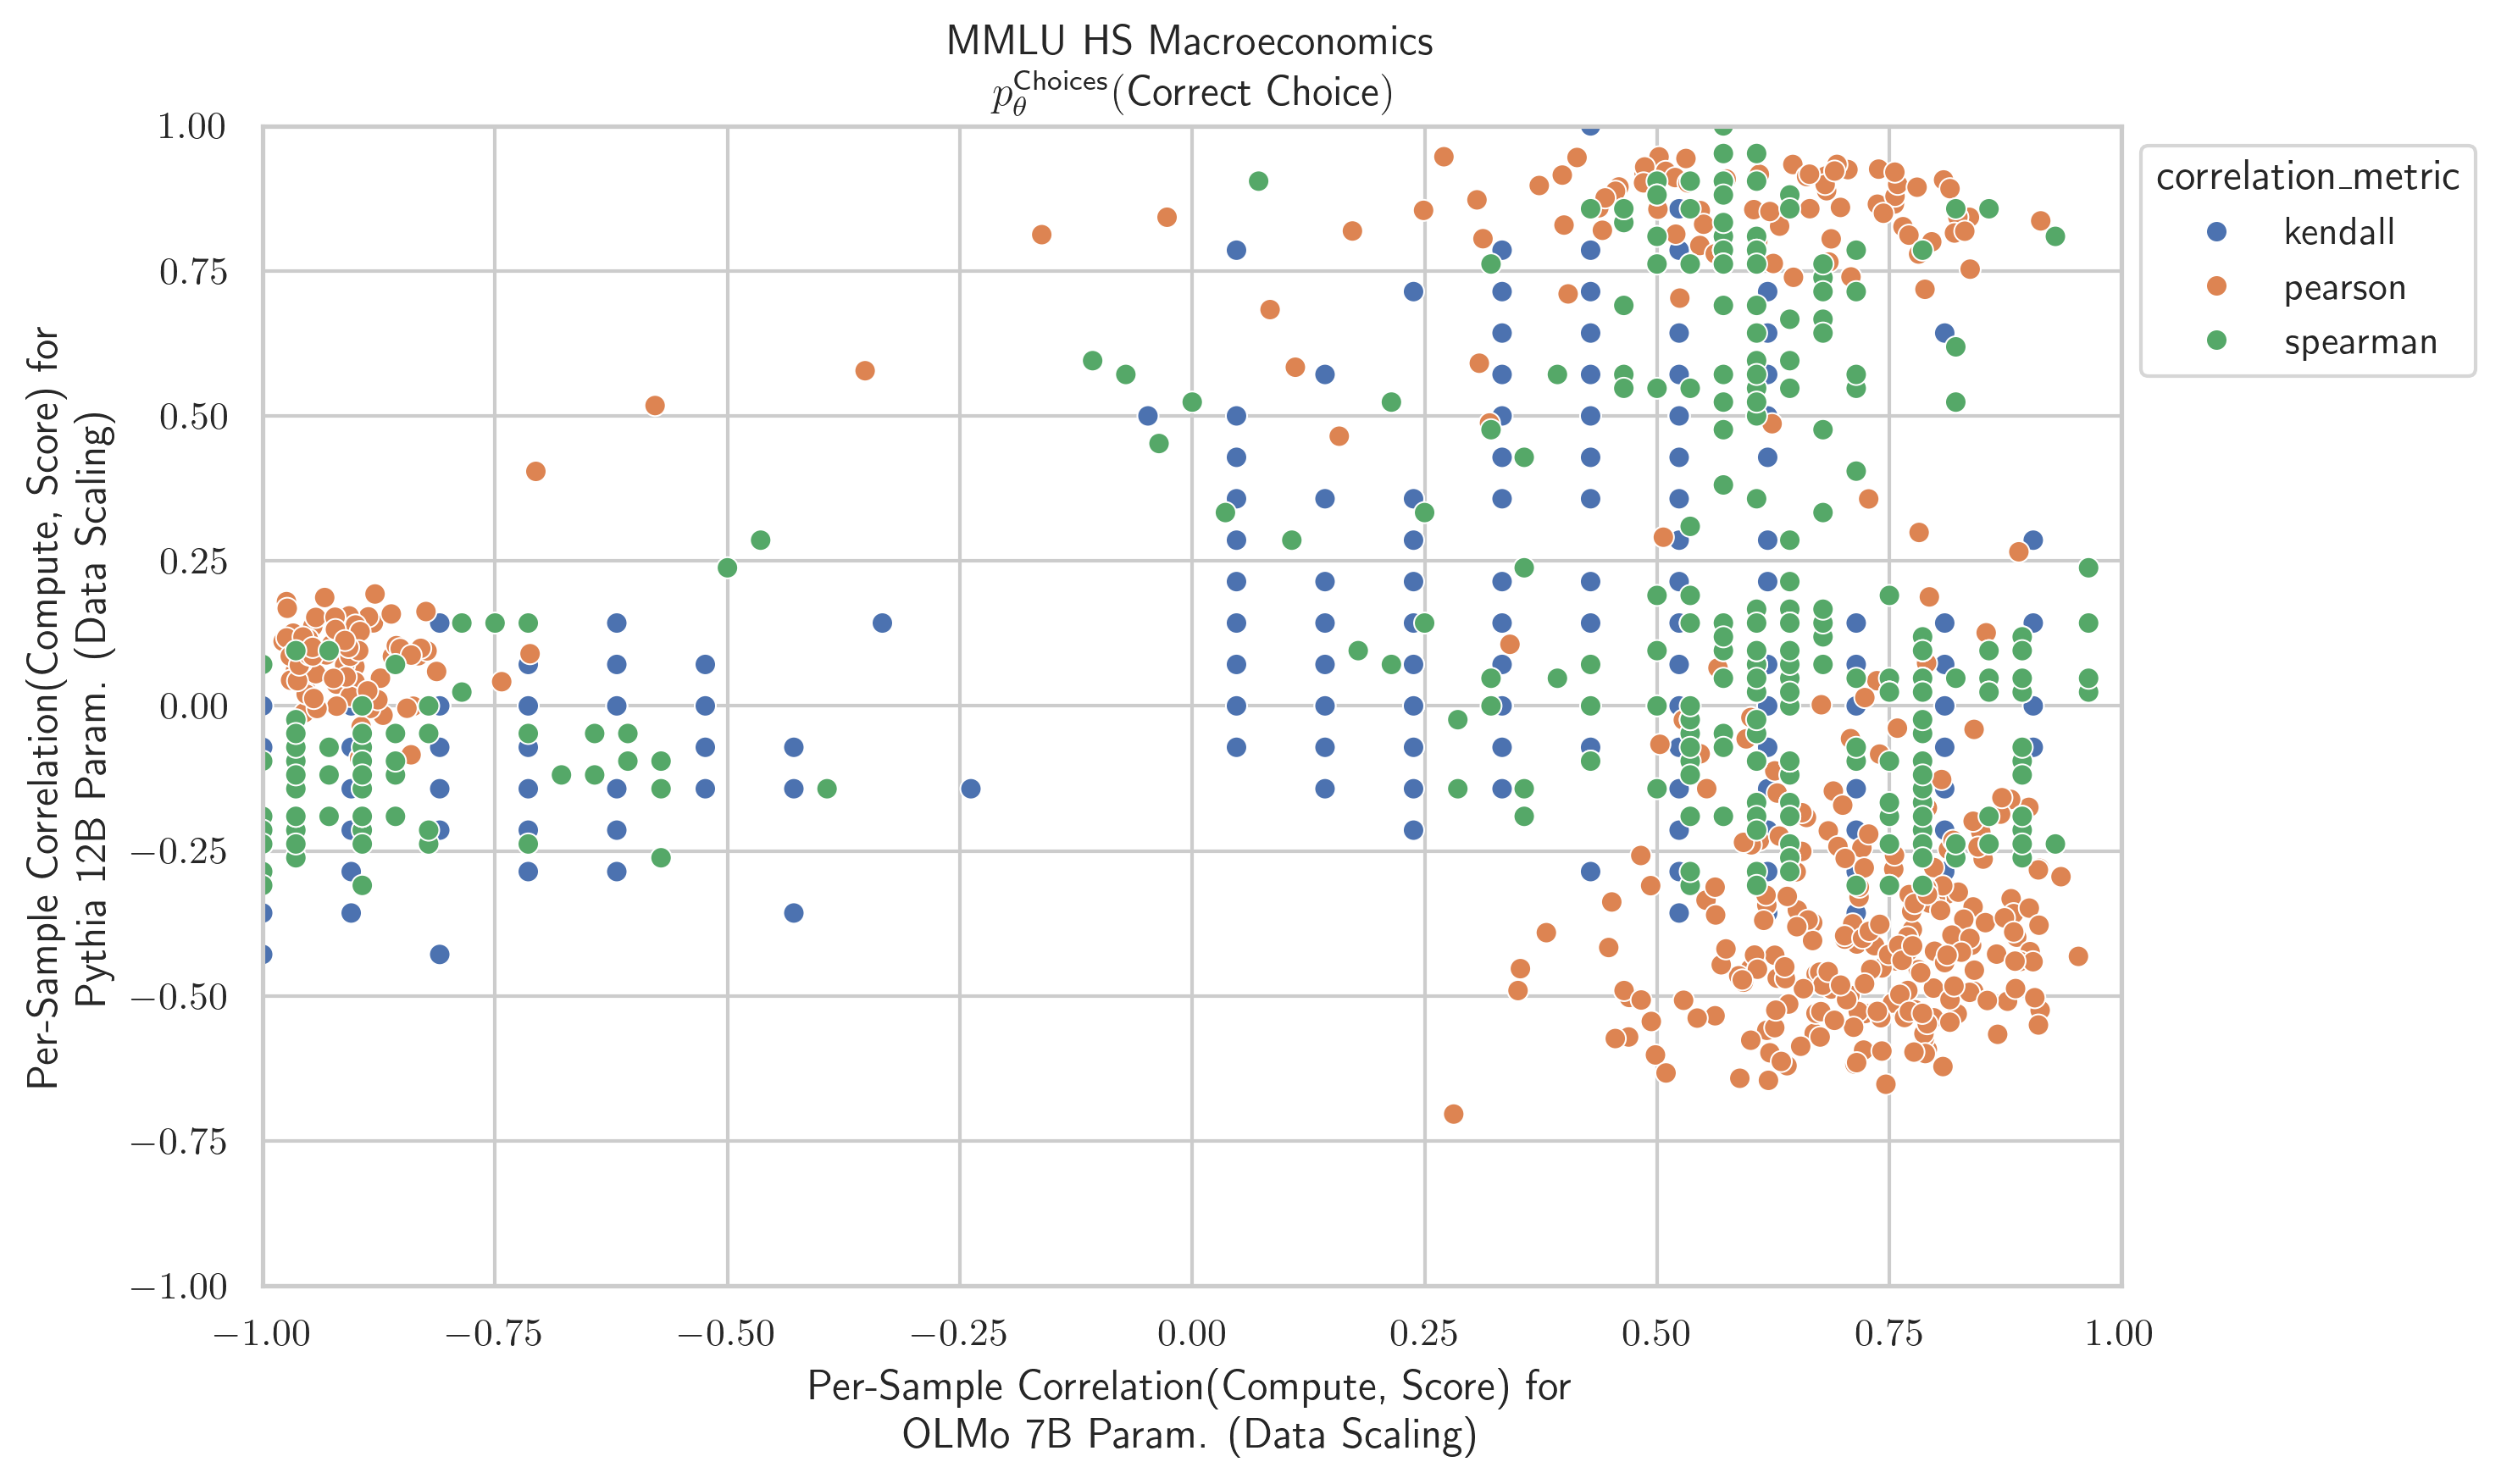 MMLU HS Macroeconomics
p_θ^Choices(Correct Choice)
Per-Sample Correlation(Compute, Score) for
Pythia 12B Param. (Data Scaling)
1.00
0.75
0.50
0.25
0.00
−0.25
−0.50
−0.75
−1.00
−1.00
−0.75
−0.50
−0.25
0.00
0.25
0.50
0.75
1.00
Per-Sample Correlation(Compute, Score) for
OLMo 7B Param. (Data Scaling)
correlation_metric
kendall
pearson
spearman